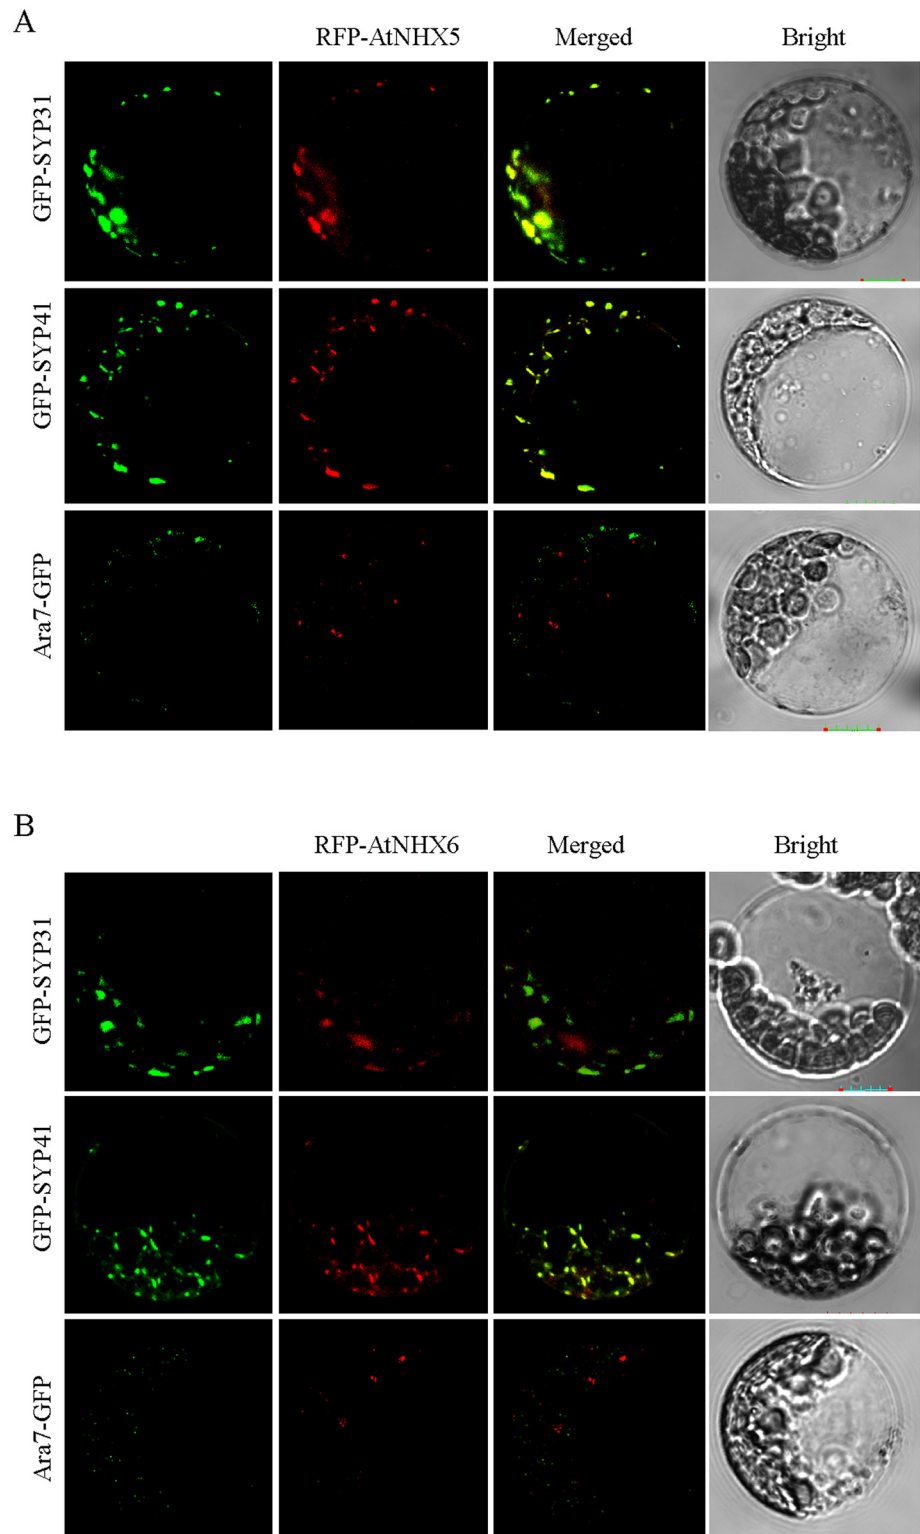 A
RFP-AtNHX5 Merged Bright
GFP-SYP31
GFP-SYP41
Ara7-GFP
B
RFP-AtNHX6 Merged Bright
GFP-SYP31
GFP-SYP41
Ara7-GFP